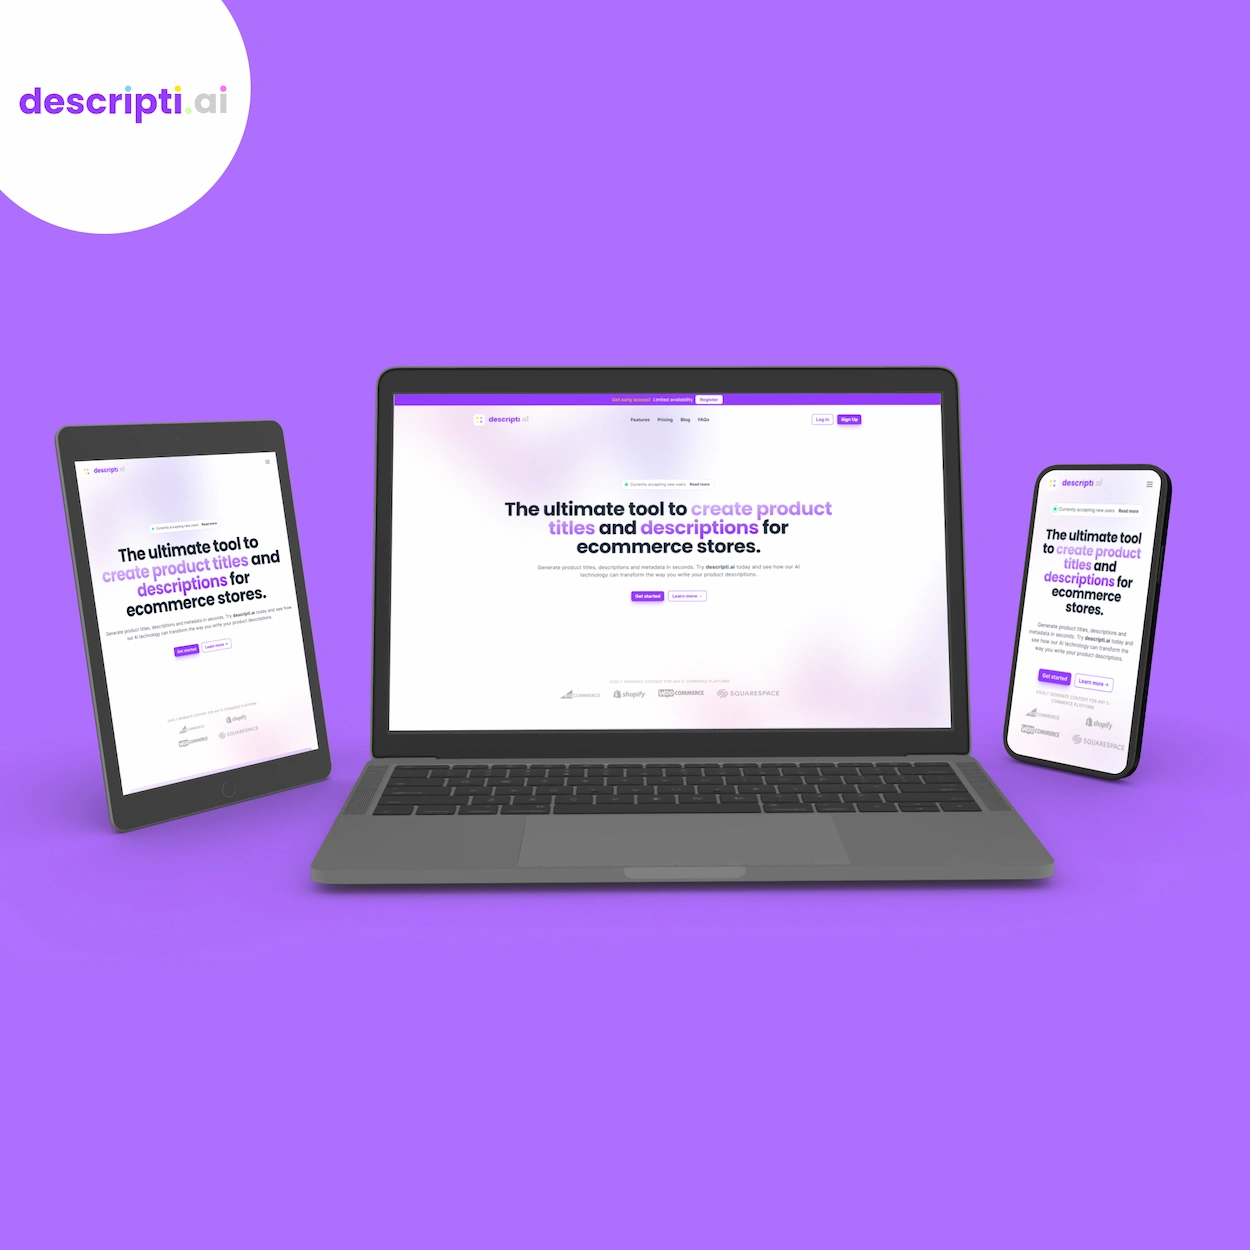 descripti.ai
descripti ai
Currently accepting new users Read more
The ultimate tool to
create product titles and
descriptions for
ecommerce stores.
Generate product titles, descriptions and metadata in seconds. Try descripti.ai today and see how
our AI technology can transform the way you write your product descriptions.
Get started Learn more →
EASILY GENERATE CONTENT FOR ANY E-COMMERCE PLATFORM
COMMERCE shopify
WOO COMMERCE SQUARESPACE
Get early access! Limited availability Register
descripti ai Features Pricing Blog FAQs Log in Sign Up
Currently accepting new users Read more
The ultimate tool to create product
titles and descriptions for
ecommerce stores.
Generate product titles, descriptions and metadata in seconds. Try descripti.ai today and see how our AI
technology can transform the way you write your product descriptions.
Get started Learn more →
EASILY GENERATE CONTENT FOR ANY E-COMMERCE PLATFORM
COMMERCE shopify WOO COMMERCE SQUARESPACE
descripti ai
Currently accepting new users Read more
The ultimate tool
to create product
titles and
descriptions for
ecommerce
stores.
Generate product titles, descriptions and
metadata in seconds. Try descripti.ai today and
see how our AI technology can transform the
way you write your product descriptions.
Get started Learn more →
EASILY GENERATE CONTENT FOR ANY E-
COMMERCE PLATFORM
COMMERCE shopify
WOO COMMERCE SQUARESPACE